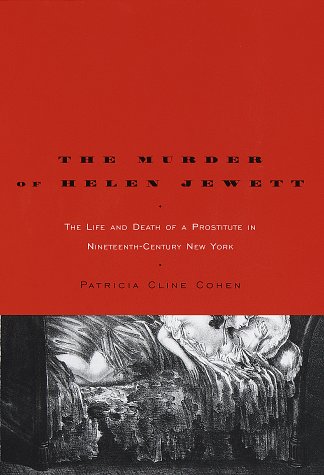 THE MURDER
OF HELEN JEWETT
THE LIFE AND DEATH OF A PROSTITUTE IN
NINETEENTH-CENTURY NEW YORK
PATRICIA CLINE COHEN